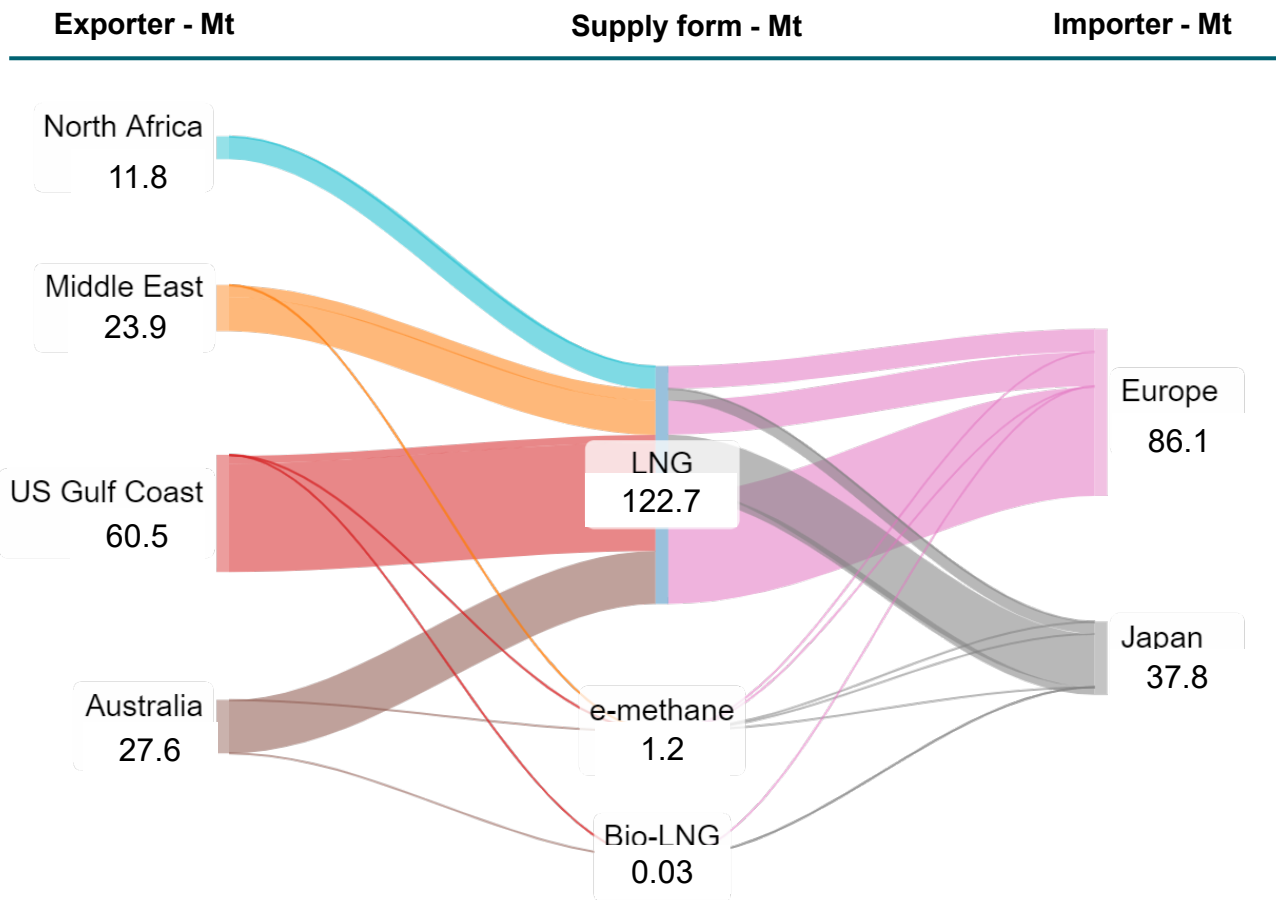 Exporter - Mt
Supply form - Mt
Importer - Mt
North Africa
11.8
Middle East
23.9
US Gulf Coast
60.5
Australia
27.6
LNG
122.7
e-methane
1.2
Bio-LNG
0.03
Europe
86.1
Japan
37.8